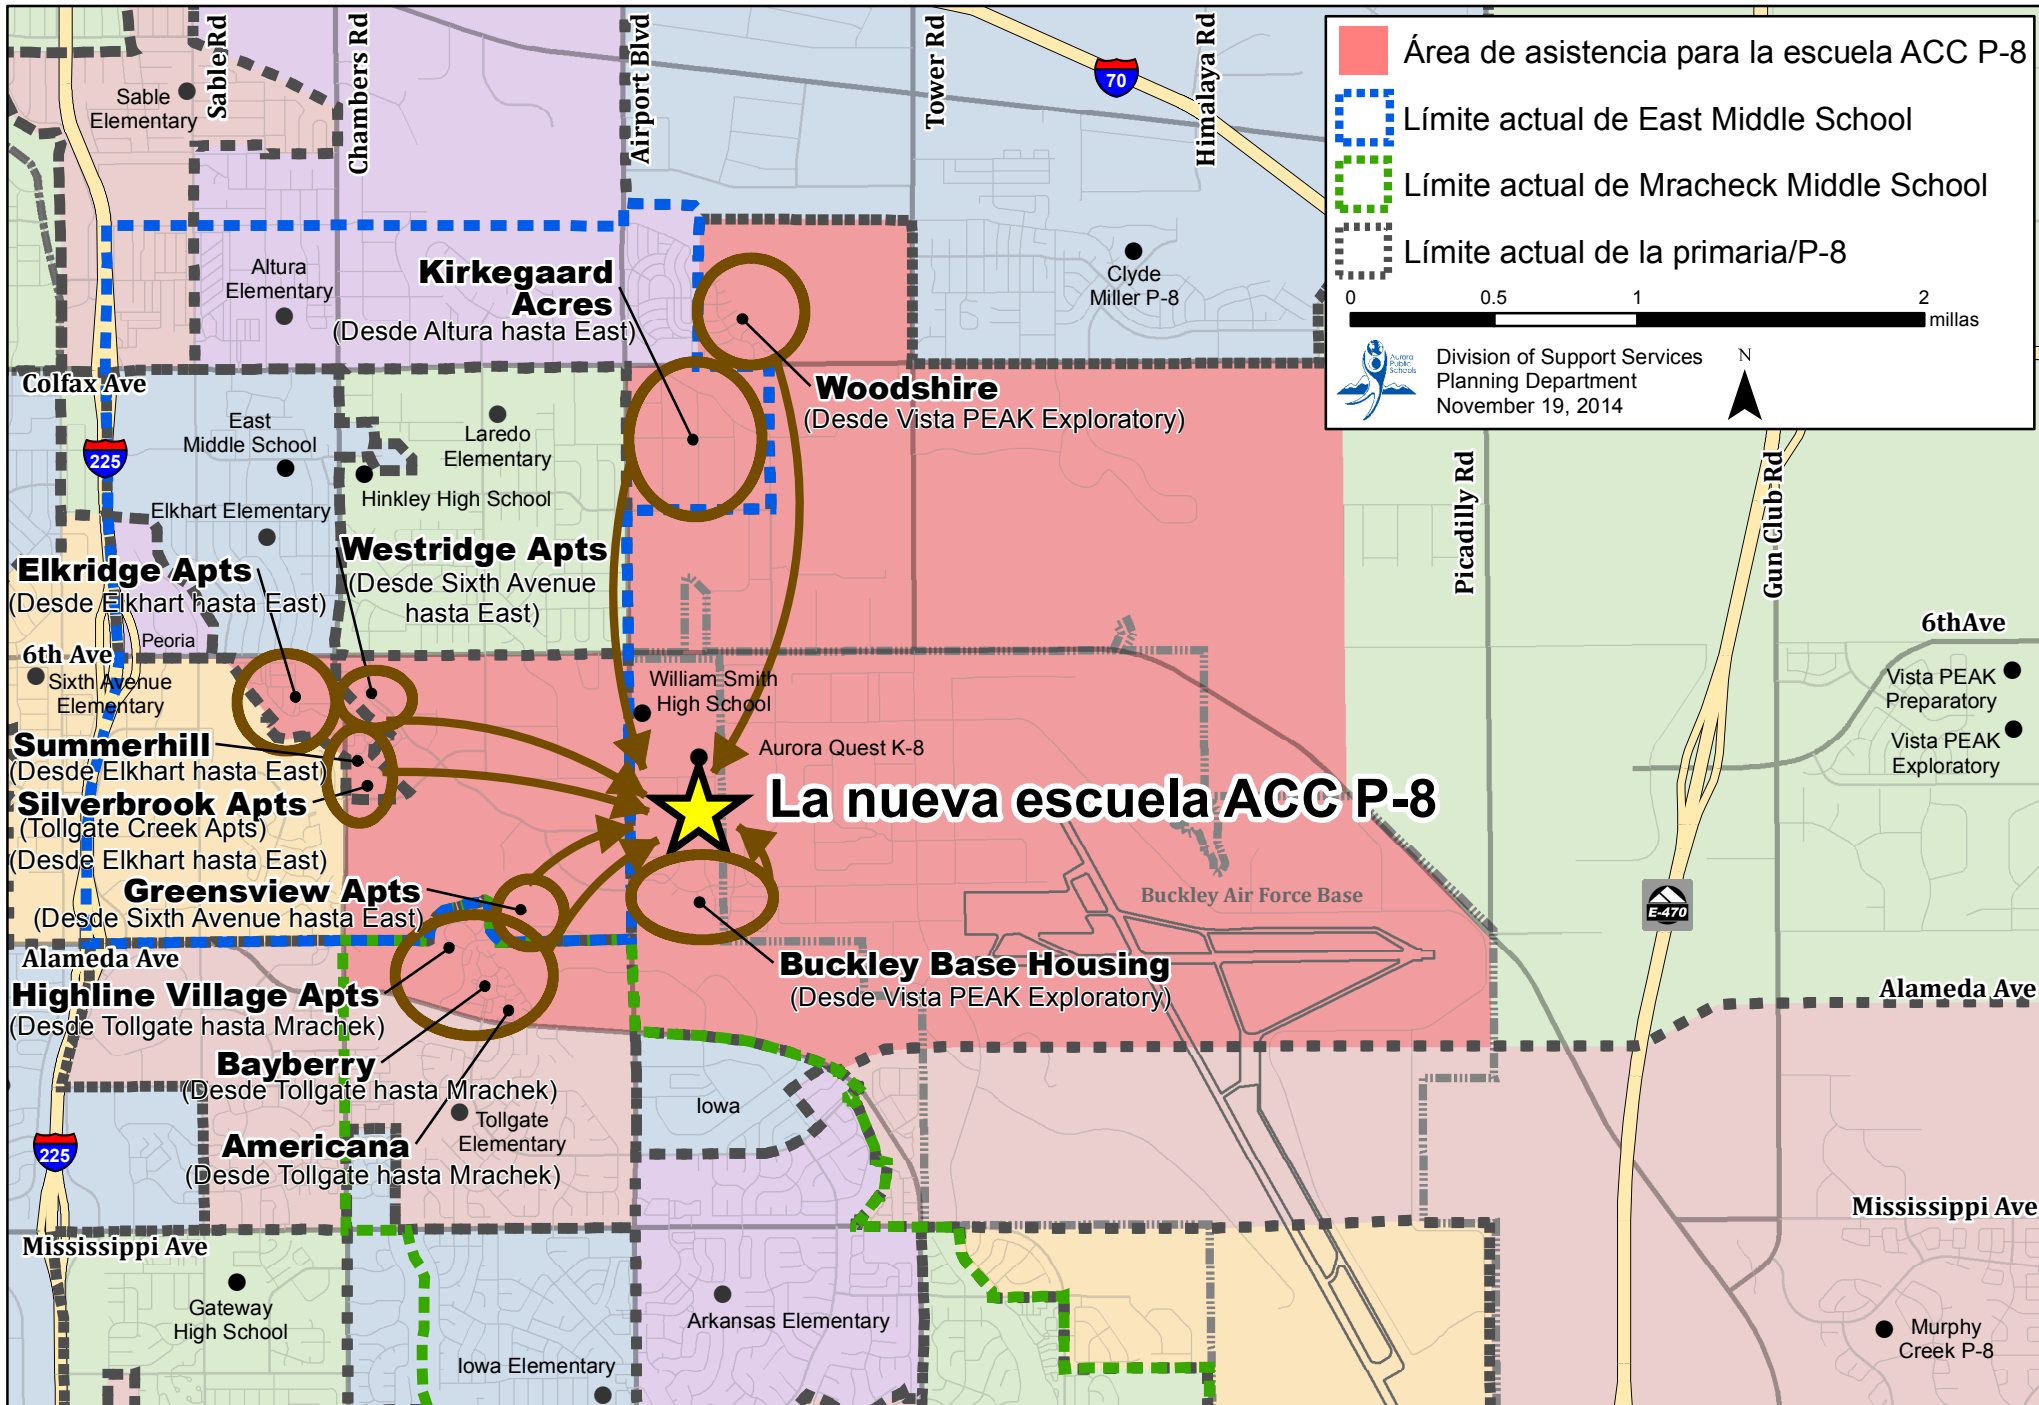 Sable Rd
Chambers Rd
Airport Blvd
Tower Rd
Himalaya Rd
70
Área de asistencia para la escuela ACC P-8
Límite actual de East Middle School
Límite actual de Mracheck Middle School
Límite actual de la primaria/P-8
0 0.5 1 2
millas
Aurora
Public
Schools
Division of Support Services
Planning Department
November 19, 2014
N
Sable
Elementary
Altura
Elementary
Kirkegaard
Acres
(Desde Altura hasta East)
Clyde
Miller P-8
Colfax Ave
Woodshire
(Desde Vista PEAK Exploratory)
East
Middle School
Laredo
Elementary
225
Hinkley High School
Elkhart Elementary
Picadilly Rd
Gun Club Rd
Westridge Apts
(Desde Sixth Avenue
hasta East)
Elkridge Apts
(Desde Elkhart hasta East)
Peoria
6th Ave
6thAve
Sixth Avenue
Elementary
William Smith
High School
Vista PEAK
Preparatory
Vista PEAK
Exploratory
Aurora Quest K-8
Summerhill
(Desde Elkhart hasta East)
La nueva escuela ACC P-8
Silverbrook Apts
(Tollgate Creek Apts)
(Desde Elkhart hasta East)
Greensview Apts
(Desde Sixth Avenue hasta East)
Buckley Air Force Base
E-470
Alameda Ave
Buckley Base Housing
(Desde Vista PEAK Exploratory)
Alameda Ave
Highline Village Apts
(Desde Tollgate hasta Mrachek)
Bayberry
(Desde Tollgate hasta Mrachek)
Iowa
Tollgate
Elementary
Americana
(Desde Tollgate hasta Mrachek)
225
Mississippi Ave
Mississippi Ave
Gateway
High School
Arkansas Elementary
Iowa Elementary
Murphy
Creek P-8